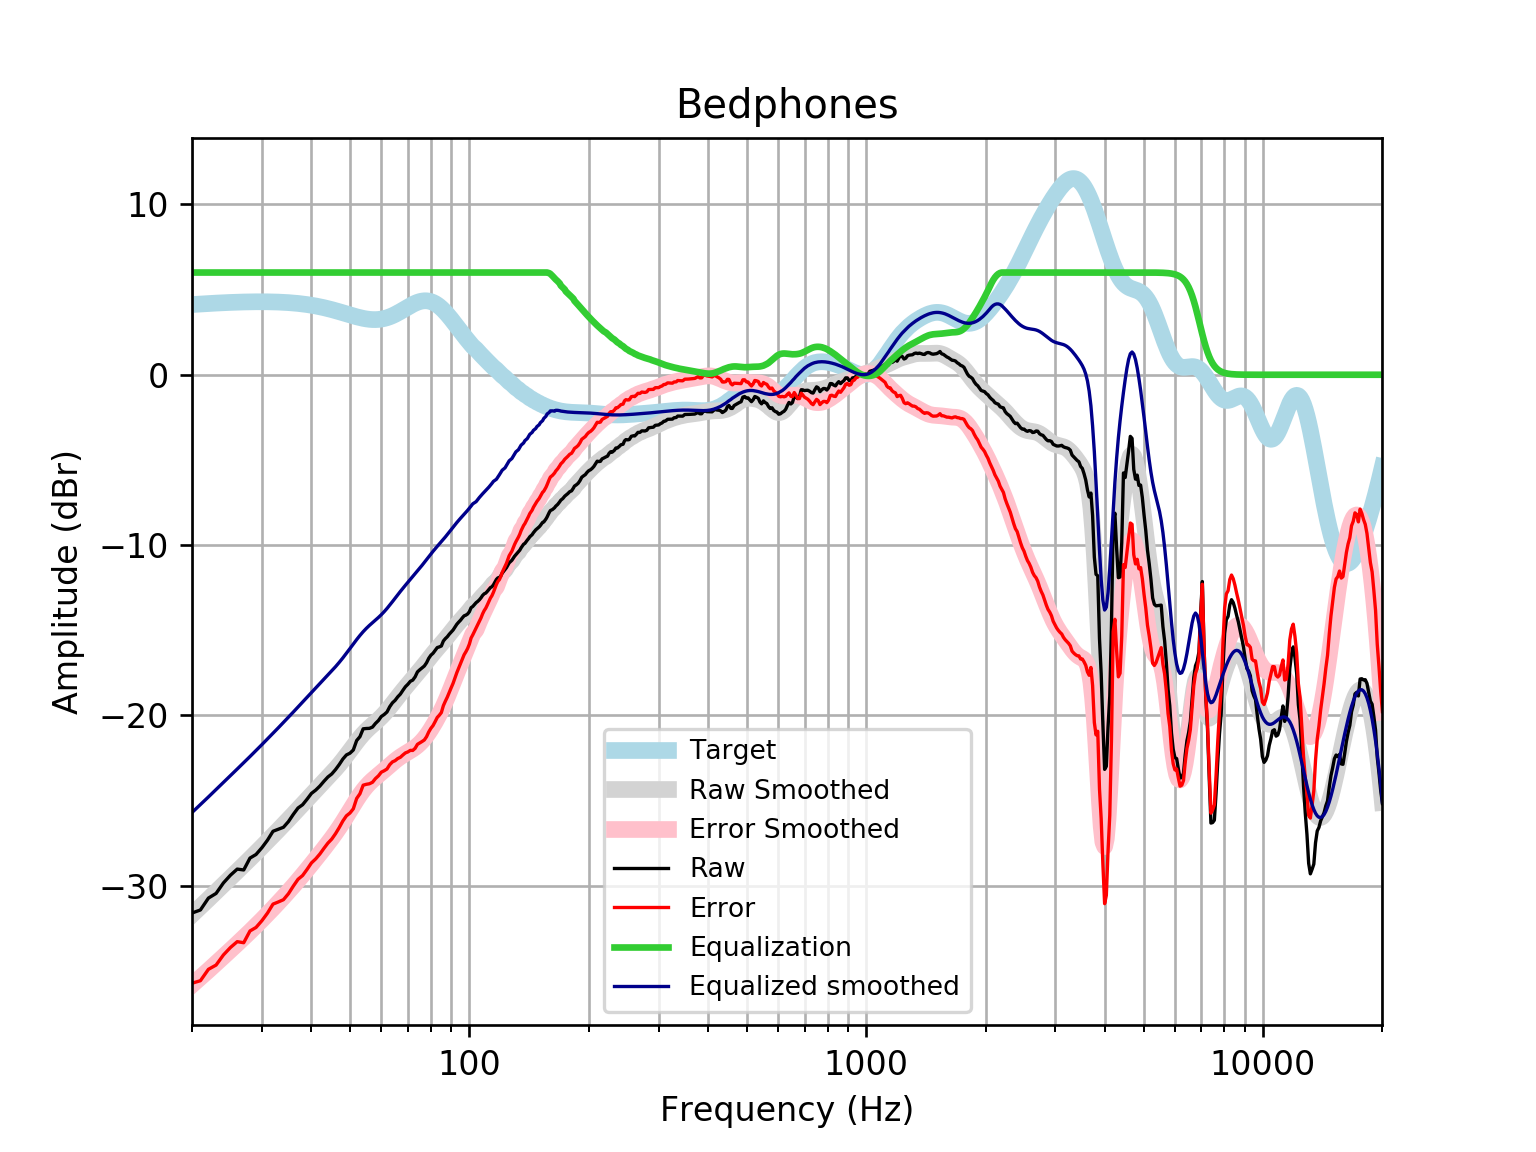 Bedphones
10
0
−10
−20
−30
Amplitude (dBr)
Target
Raw Smoothed
Error Smoothed
Raw
Error
Equalization
Equalized smoothed
100
1000
10000
Frequency (Hz)